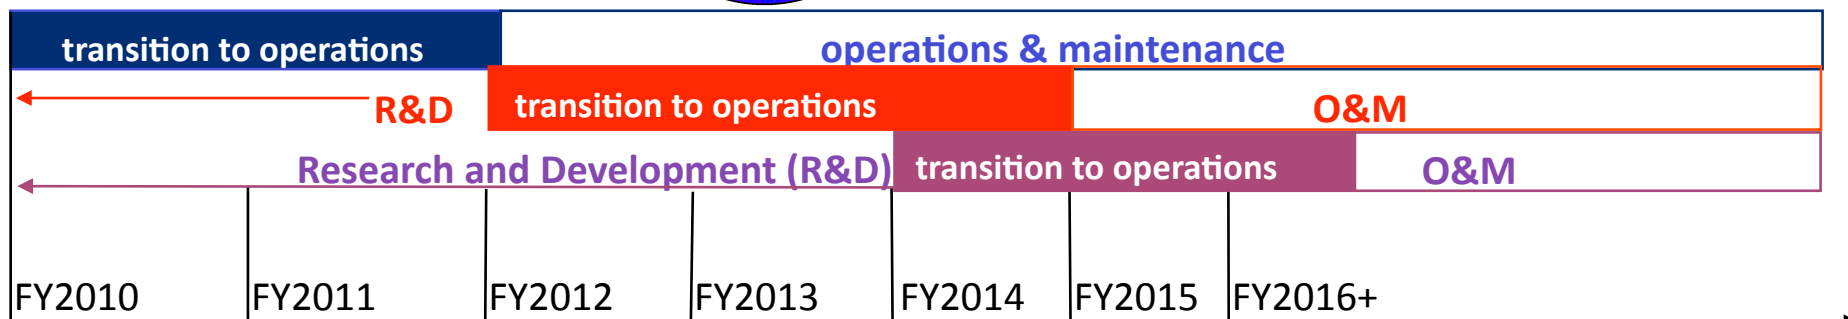 transition to operations operations & maintenance
R&D transition to operations O&M
Research and Development (R&D) transition to operations O&M
FY2010 FY2011 FY2012 FY2013 FY2014 FY2015 FY2016+